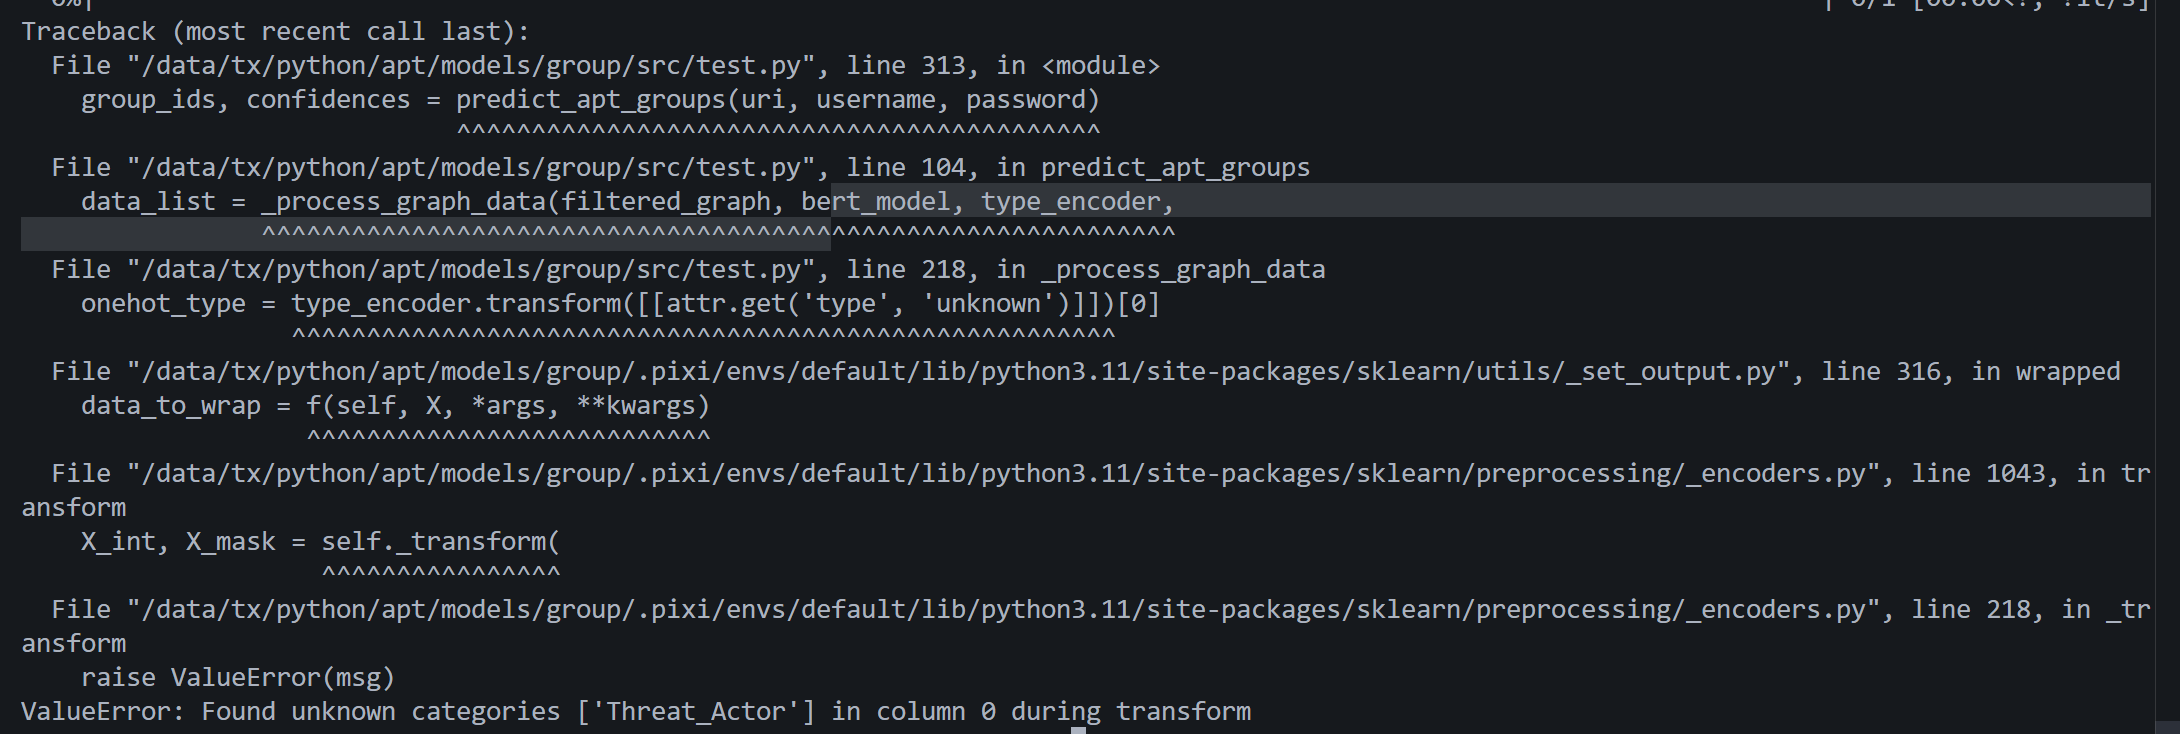 Traceback (most recent call last):
  File "/data/tx/python/apt/models/group/src/test.py", line 313, in <module>
    group_ids, confidences = predict_apt_groups(uri, username, password)
                             ^^^^^^^^^^^^^^^^^^^^^^^^^^^^^^^^^^^^^^^^^^^
  File "/data/tx/python/apt/models/group/src/test.py", line 104, in predict_apt_groups
    data_list = _process_graph_data(filtered_graph, bert_model, type_encoder,
                ^^^^^^^^^^^^^^^^^^^^^^^^^^^^^^^^^^^^^^^^^^^^^^^^^^^^^^^^^^^^^
  File "/data/tx/python/apt/models/group/src/test.py", line 218, in _process_graph_data
    onehot_type = type_encoder.transform([[attr.get('type', 'unknown')]])[0]
                  ^^^^^^^^^^^^^^^^^^^^^^^^^^^^^^^^^^^^^^^^^^^^^^^^^^^^^^^
  File "/data/tx/python/apt/models/group/.pixi/envs/default/lib/python3.11/site-packages/sklearn/utils/_set_output.py", line 316, in wrapped
    data_to_wrap = f(self, X, *args, **kwargs)
                   ^^^^^^^^^^^^^^^^^^^^^^^^^^^
  File "/data/tx/python/apt/models/group/.pixi/envs/default/lib/python3.11/site-packages/sklearn/preprocessing/_encoders.py", line 1043, in tr
ansform
    X_int, X_mask = self._transform(
                    ^^^^^^^^^^^^^^^^
  File "/data/tx/python/apt/models/group/.pixi/envs/default/lib/python3.11/site-packages/sklearn/preprocessing/_encoders.py", line 218, in _tr
ansform
    raise ValueError(msg)
ValueError: Found unknown categories ['Threat_Actor'] in column 0 during transform